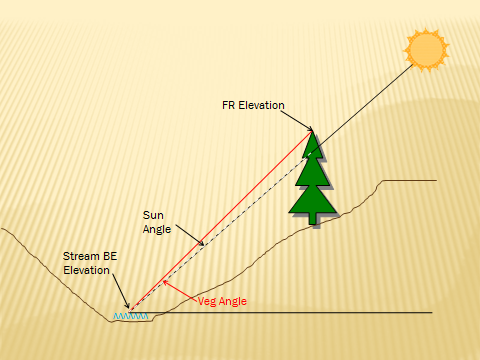 FR Elevation
Sun
Angle
Stream BE
Elevation
Veg Angle